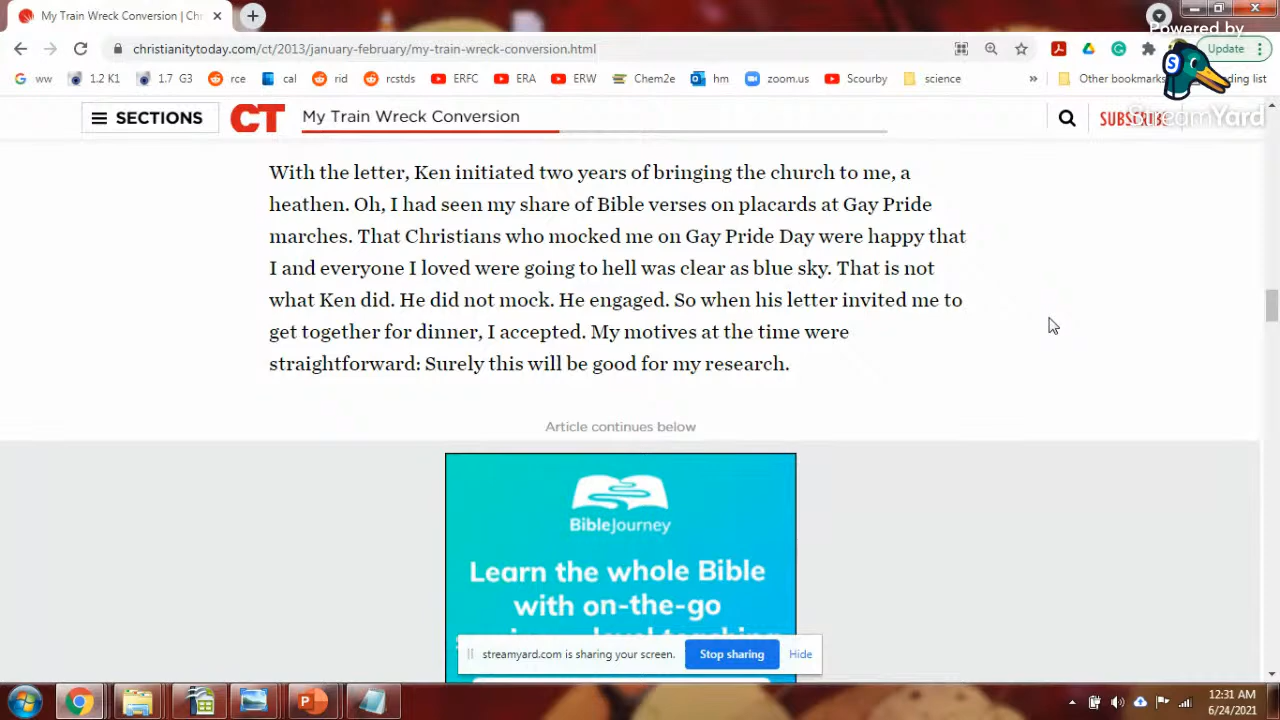 My Train Wreck Conversion | Chr
Powered by
christianitytoday.com/ct/2013/january-february/my-train-wreck-conversion.html
Update
ww
1.2 K1
1.7 G3
rce
cal
rid
rcstds
ERFC
ERA
ERW
Chem2e
hm
zoom.us
Scourby
science
»
Other bookmarks
SECTIONS
CT
My Train Wreck Conversion
SUBSCRIBE
StreamYard
With the letter, Ken initiated two years of bringing the church to me, a
heathen. Oh, I had seen my share of Bible verses on placards at Gay Pride
marches. That Christians who mocked me on Gay Pride Day were happy that
I and everyone I loved were going to hell was clear as blue sky. That is not
what Ken did. He did not mock. He engaged. So when his letter invited me to
get together for dinner, I accepted. My motives at the time were
straightforward: Surely this will be good for my research.
Article continues below
BibleJourney
Learn the whole Bible
with on-the-go
streamyard.com is sharing your screen.
Stop sharing
Hide
12:31 AM
6/24/2021